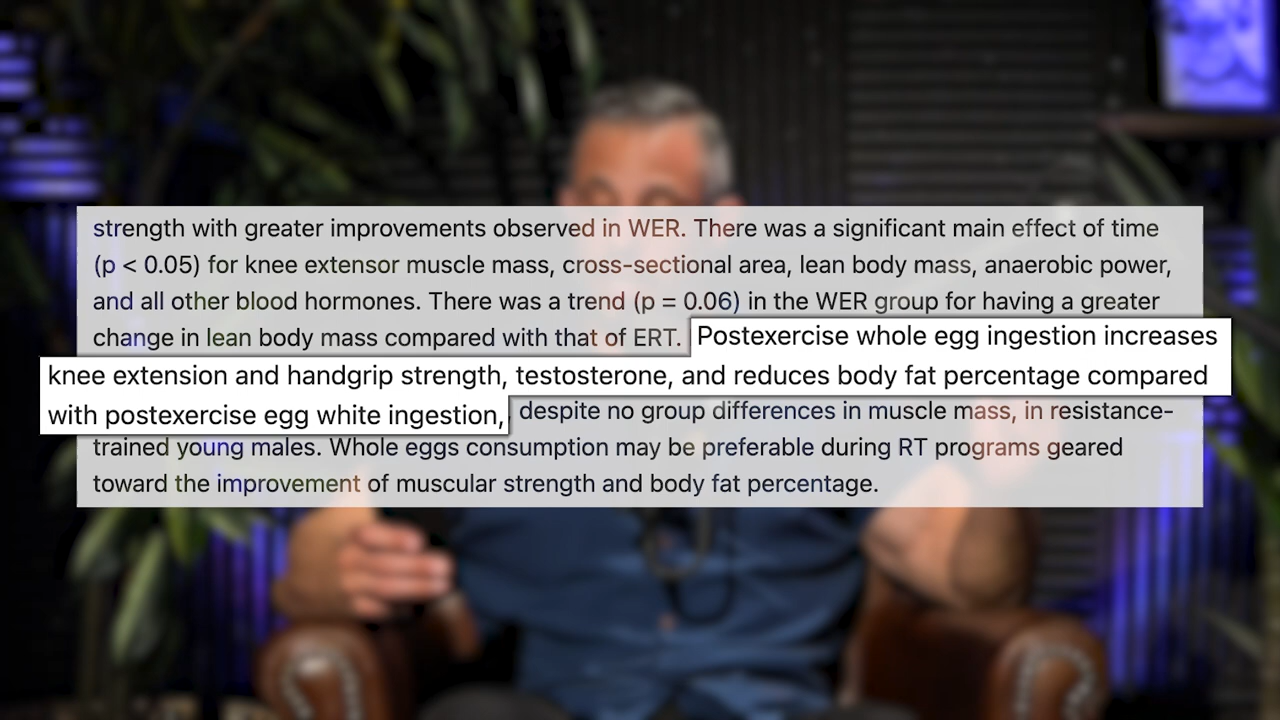 strength with greater improvements observed in WER. There was a significant main effect of time
(p < 0.05) for knee extensor muscle mass, cross-sectional area, lean body mass, anaerobic power,
and all other blood hormones. There was a trend (p = 0.06) in the WER group for having a greater
change in lean body mass compared with that of ERT. Postexercise whole egg ingestion increases
knee extension and handgrip strength, testosterone, and reduces body fat percentage compared
with postexercise egg white ingestion, despite no group differences in muscle mass, in resistance-
trained young males. Whole eggs consumption may be preferable during RT programs geared
toward the improvement of muscular strength and body fat percentage.